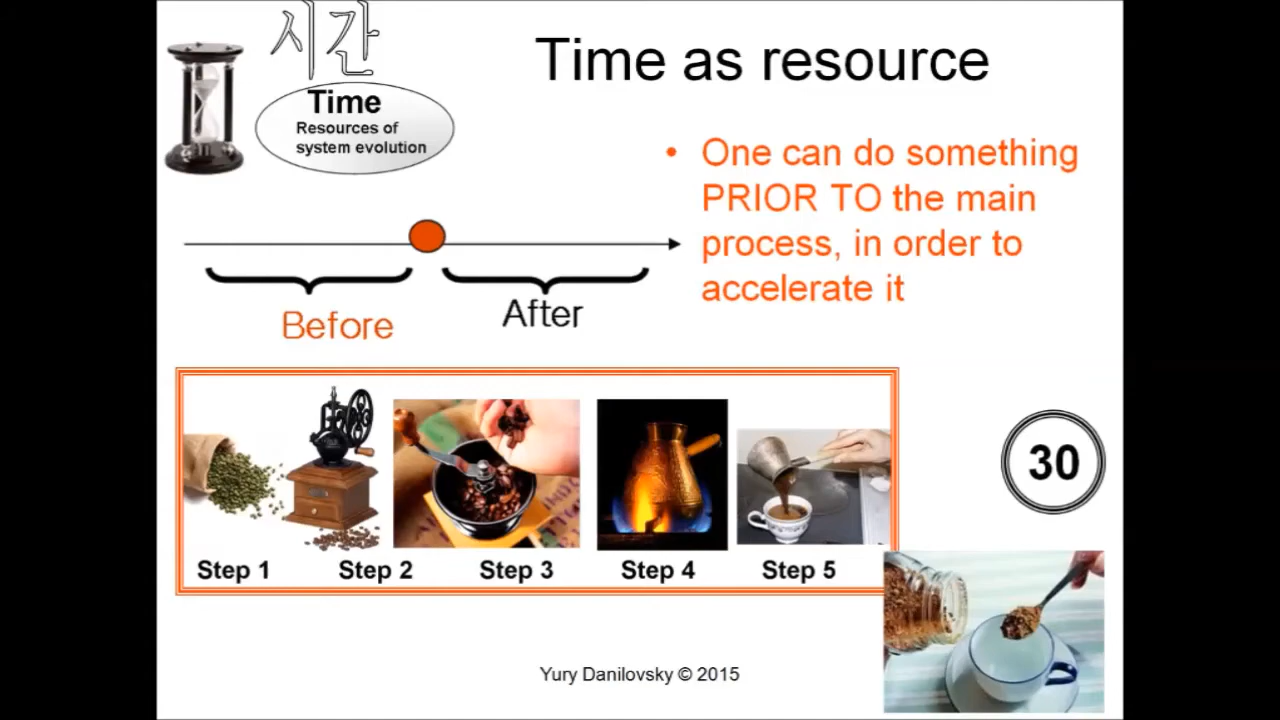 시간
Time
Resources of
system evolution
Time as resource
• One can do something
PRIOR TO the main
process, in order to
accelerate it
Before
After
30
Step 1
Step 2
Step 3
Step 4
Step 5
Yury Danilovsky © 2015